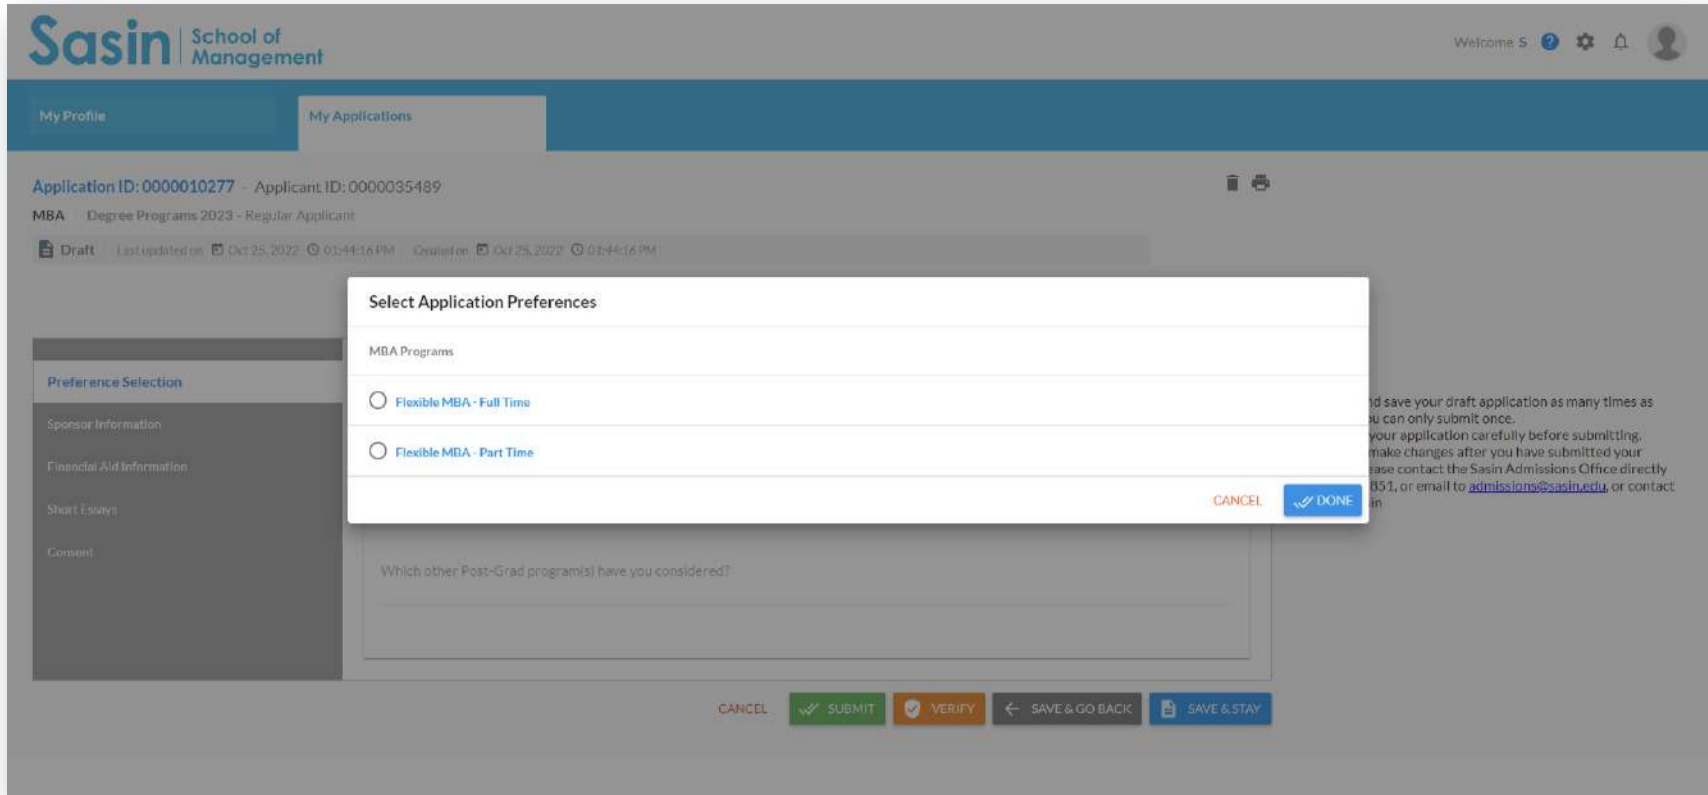 Sasin School of Management
Welcome S
My Profile
My Applications
Application ID: 0000010277 - Applicant ID: 0000035489
MBA Degree Programs 2023 - Regular Applicant
Draft Last updated on Oct 25, 2022 01:44:16 PM Created on Oct 25, 2022 01:44:16 PM
Select Application Preferences
MBA Programs
Flexible MBA - Full Time
Flexible MBA - Part Time
CANCEL DONE
Preference Selection
Sponsor Information
Financial Aid Information
Short Essays
Consent
Which other Post-Grad program(s) have you considered?
save your draft application as many times as
can only submit once.
your application carefully before submitting.
make changes after you have submitted your
contact the Sasin Admissions Office directly
851, or email to admissions@sasin.edu, or contact
CANCEL SUBMIT VERIFY SAVE & GO BACK SAVE & STAY